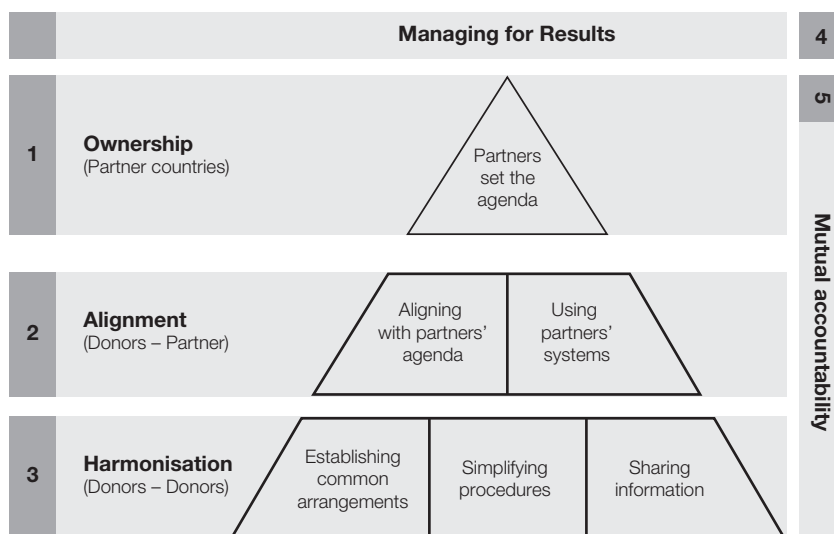 Managing for Results
4
1
Ownership
(Partner countries)
Partners
set the
agenda
5
Mutual accountability
2
Alignment
(Donors – Partner)
Aligning
with partners’
agenda
Using
partners’
systems
3
Harmonisation
(Donors – Donors)
Establishing
common
arrangements
Simplifying
procedures
Sharing
information